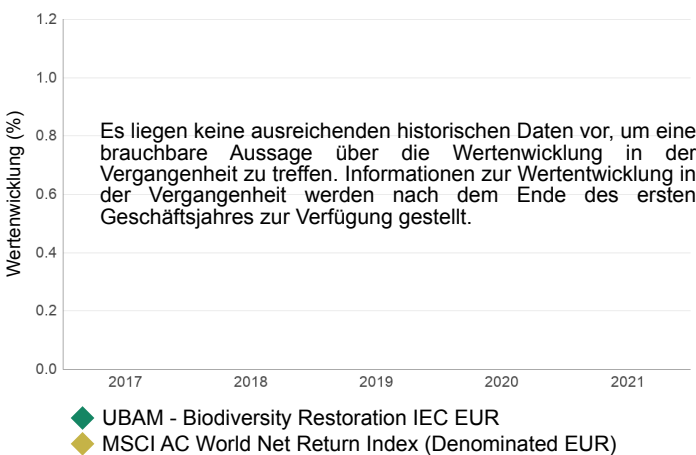 1.2
1.0
0.8
0.6
0.4
0.2
0.0
Wertenwicklung (%)
Es liegen keine ausreichenden historischen Daten vor, um eine
brauchbare Aussage über die Wertenwicklung in der
Vergangenheit zu treffen. Informationen zur Wertentwicklung in
der Vergangenheit werden nach dem Ende des ersten
Geschäftsjahres zur Verfügung gestellt.
2017 2018 2019 2020 2021
UBAM - Biodiversity Restoration IEC EUR
MSCI AC World Net Return Index (Denominated EUR)